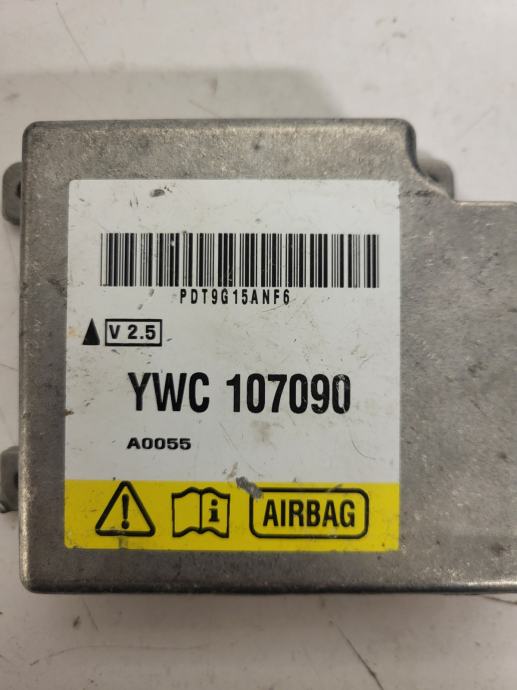 PDT9G15ANF6
V 2.5
YWC 107090
A0055
AIRBAG